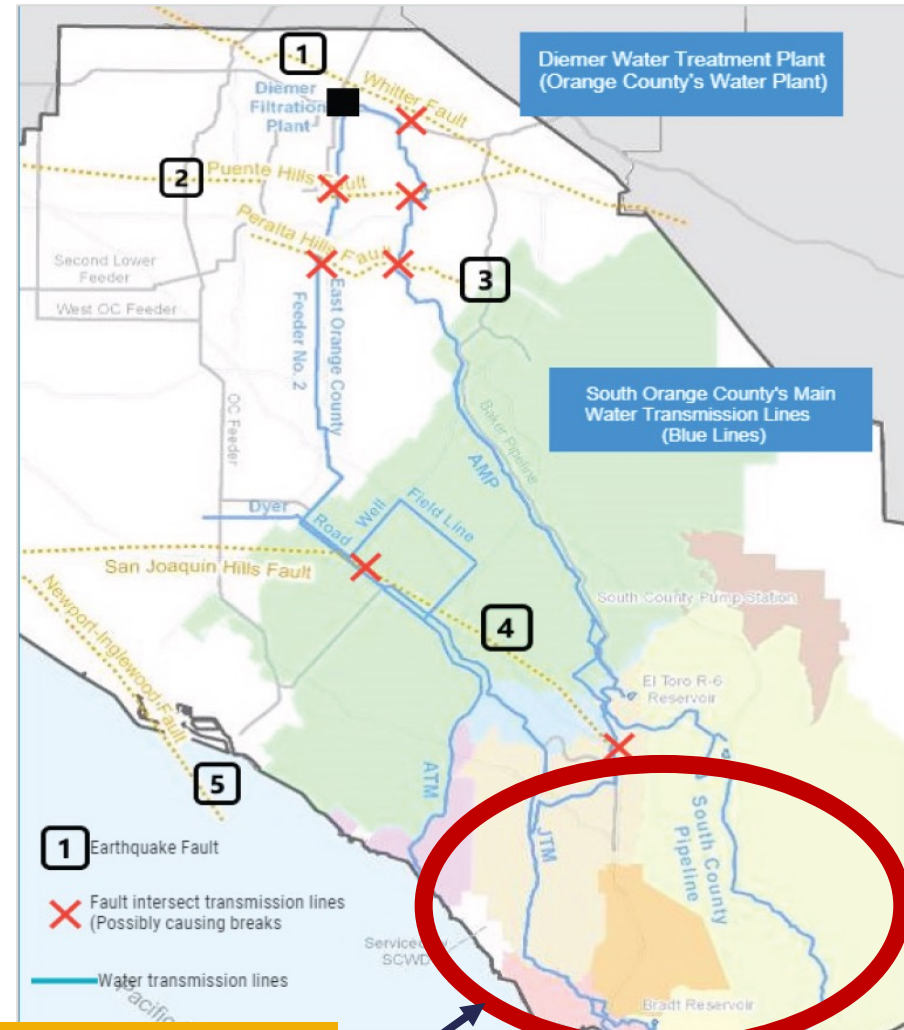 1
Diemer Water Treatment Plant
(Orange County's Water Plant)
Diemer
Filtration
Plant
Whitter Fault
2
Puente Hills Fault
Peralta Hills Fault
3
Second Lower
Feeder
West OC Feeder
East Orange County
Feeder No. 2
South Orange County's Main
Water Transmission Lines
(Blue Lines)
OC Feeder
Baker Pipeline
AMP
Dyer
Road
Well
Field Line
San Joaquin Hills Fault
Newport-Inglewood Fault
South County Pump Station
4
El Toro R-6
Reservoir
5
ATM
JTM
South County
Pipeline
1 Earthquake Fault
Fault intersect transmission lines
(Possibly causing breaks
Serviced by
SCWD
Water transmission lines
Pacific
Bradt Reservoir